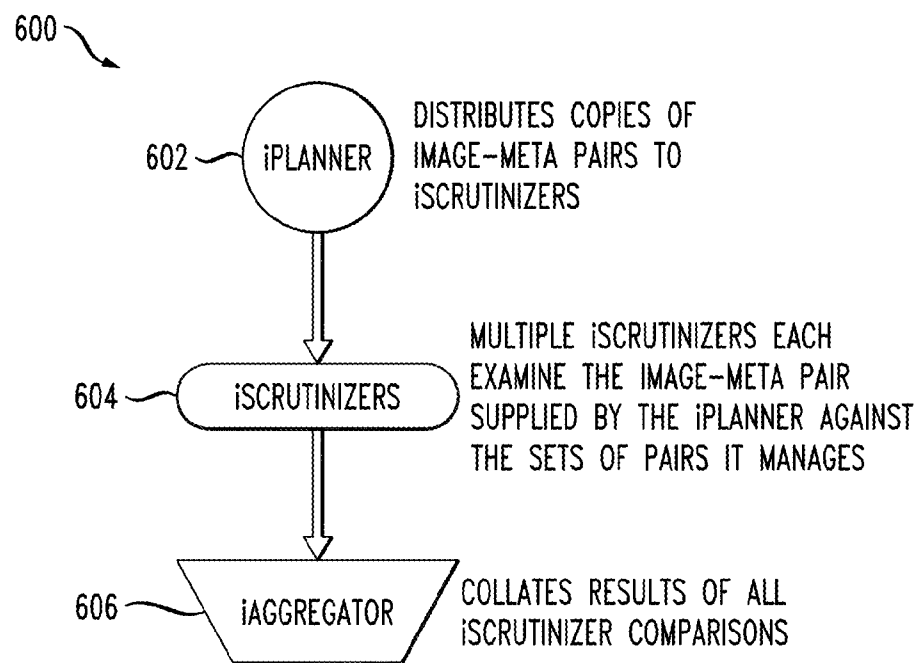 600
602
iPLANNER
DISTRIBUTES COPIES OF
IMAGE-META PAIRS TO
iSCRUTINIZERS
604
iSCRUTINIZERS
MULTIPLE iSCRUTINIZERS EACH
EXAMINE THE IMAGE-META PAIR
SUPPLIED BY THE iPLANNER AGAINST
THE SETS OF PAIRS IT MANAGES
606
iAGGREGATOR
COLLATES RESULTS OF ALL
iSCRUTINIZER COMPARISONS